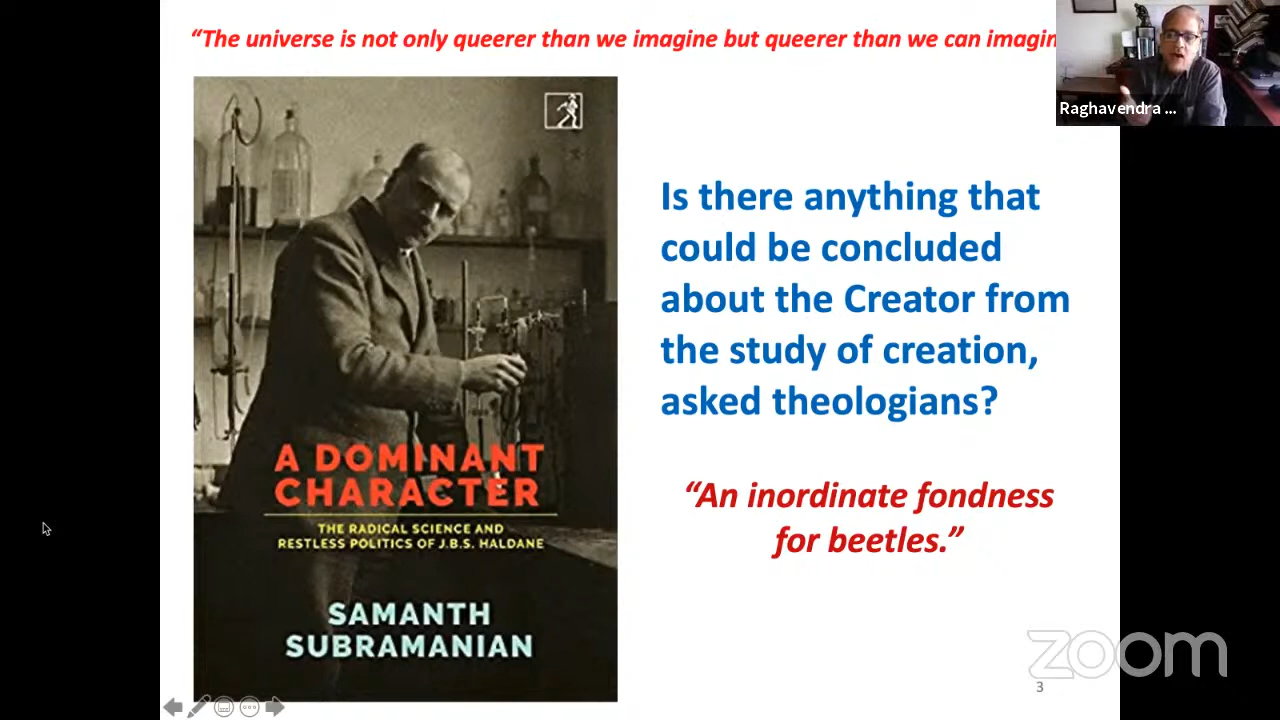 “The universe is not only queerer than we imagine but queerer than we can imagin
Raghavendra ...
Is there anything that
could be concluded
about the Creator from
the study of creation,
asked theologians?
“An inordinate fondness
for beetles.”
A DOMINANT
CHARACTER
THE RADICAL SCIENCE AND
RESTLESS POLITICS OF J.B.S. HALDANE
SAMANTH
SUBRAMANIAN
zoom
3